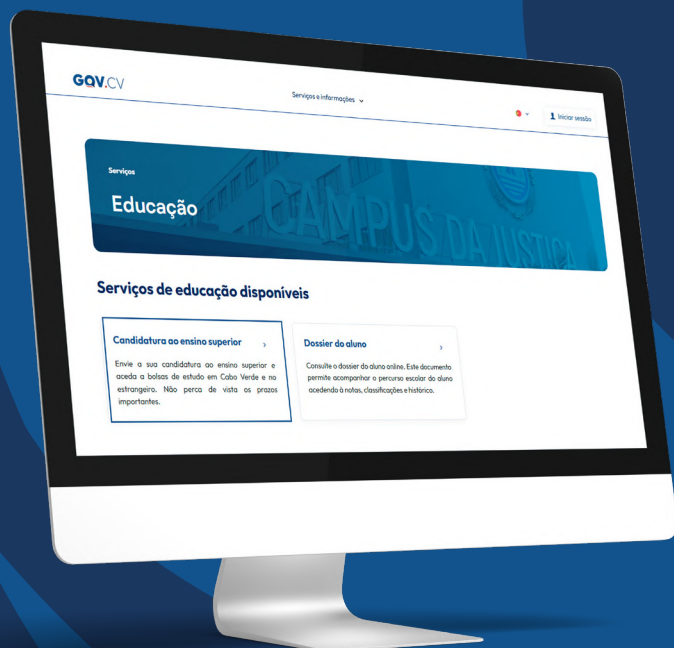 GOV.CV
Serviços e informações
Iniciar sessão
Serviços
Educação
CAMPUS DA JUSTIÇA
Serviços de educação disponíveis
Candidatura ao ensino superior
Envie a sua candidatura ao ensino superior e
aceda a bolsas de estudo em Cabo Verde e no
estrangeiro. Não perca de vista os prazos
importantes.
Dossier do aluno
Consulte o dossier do aluno online. Este documento
permite acompanhar o percurso escolar do aluno
acedendo à notas, classificações e histórico.